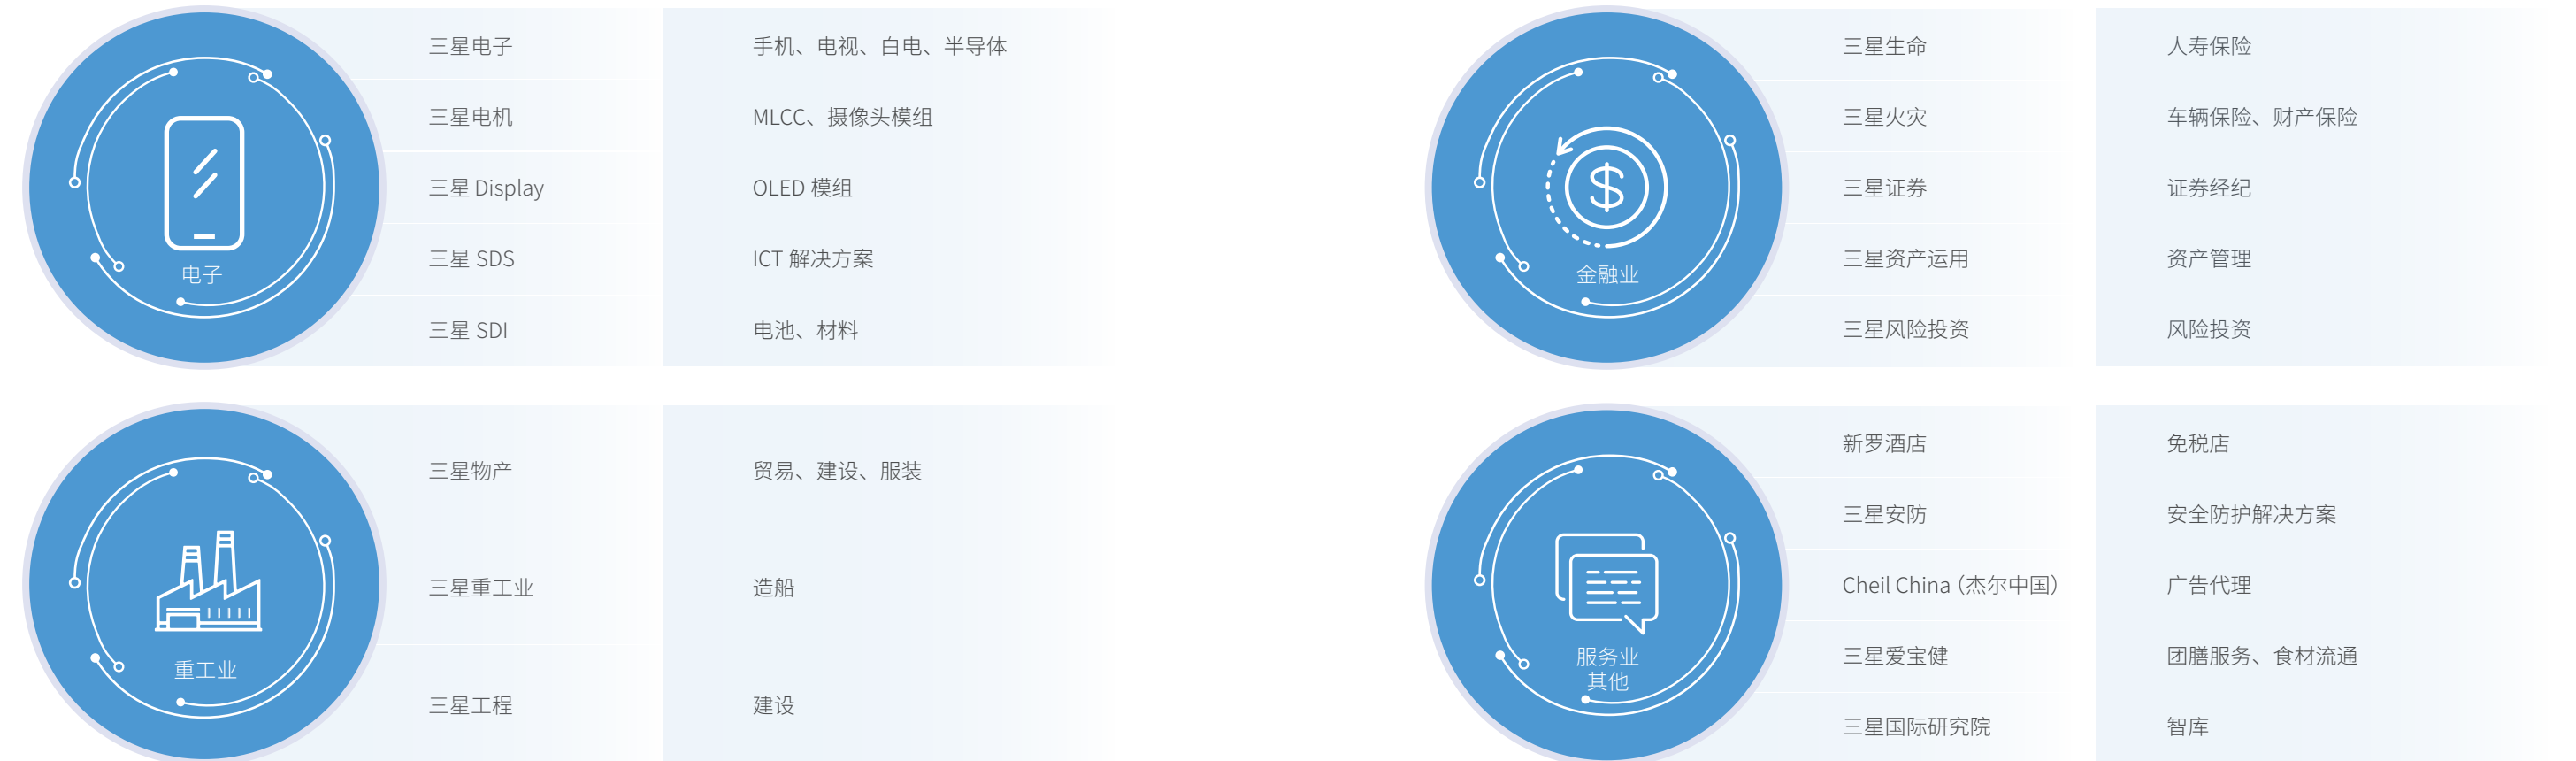 电子
三星电子 手机、电视、白电、半导体
三星电机 MLCC、摄像头模组
三星 Display OLED 模组
三星 SDS ICT 解决方案
三星 SDI 电池、材料
金融业
三星生命 人寿保险
三星火灾 车辆保险、财产保险
三星证券 证券经纪
三星资产运用 资产管理
三星风险投资 风险投资
重工业
三星物产 贸易、建设、服装
三星重工业 造船
三星工程 建设
服务业
其他
新罗酒店 免税店
三星安防 安全防护解决方案
Cheil China（杰尔中国） 广告代理
三星爱宝健 团膳服务、食材流通
三星国际研究院 智库